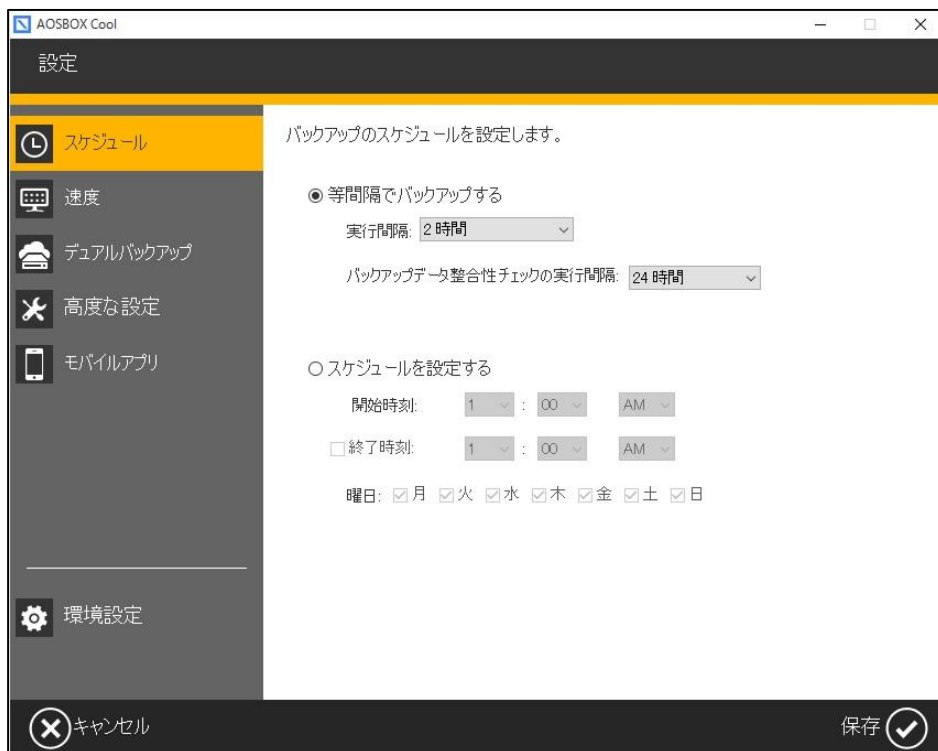 AOSBOX Cool
設定
スケジュール
速度
デュアルバックアップ
高度な設定
モバイルアプリ
環境設定
バックアップのスケジュールを設定します。
等間隔でバックアップする
実行間隔: 2 時間
バックアップデータ整合性チェックの実行間隔: 24 時間
スケジュールを設定する
開始時刻: 1 : 00 AM
終了時刻: 1 : 00 AM
曜日: 月 火 水 木 金 土 日
キャンセル
保存